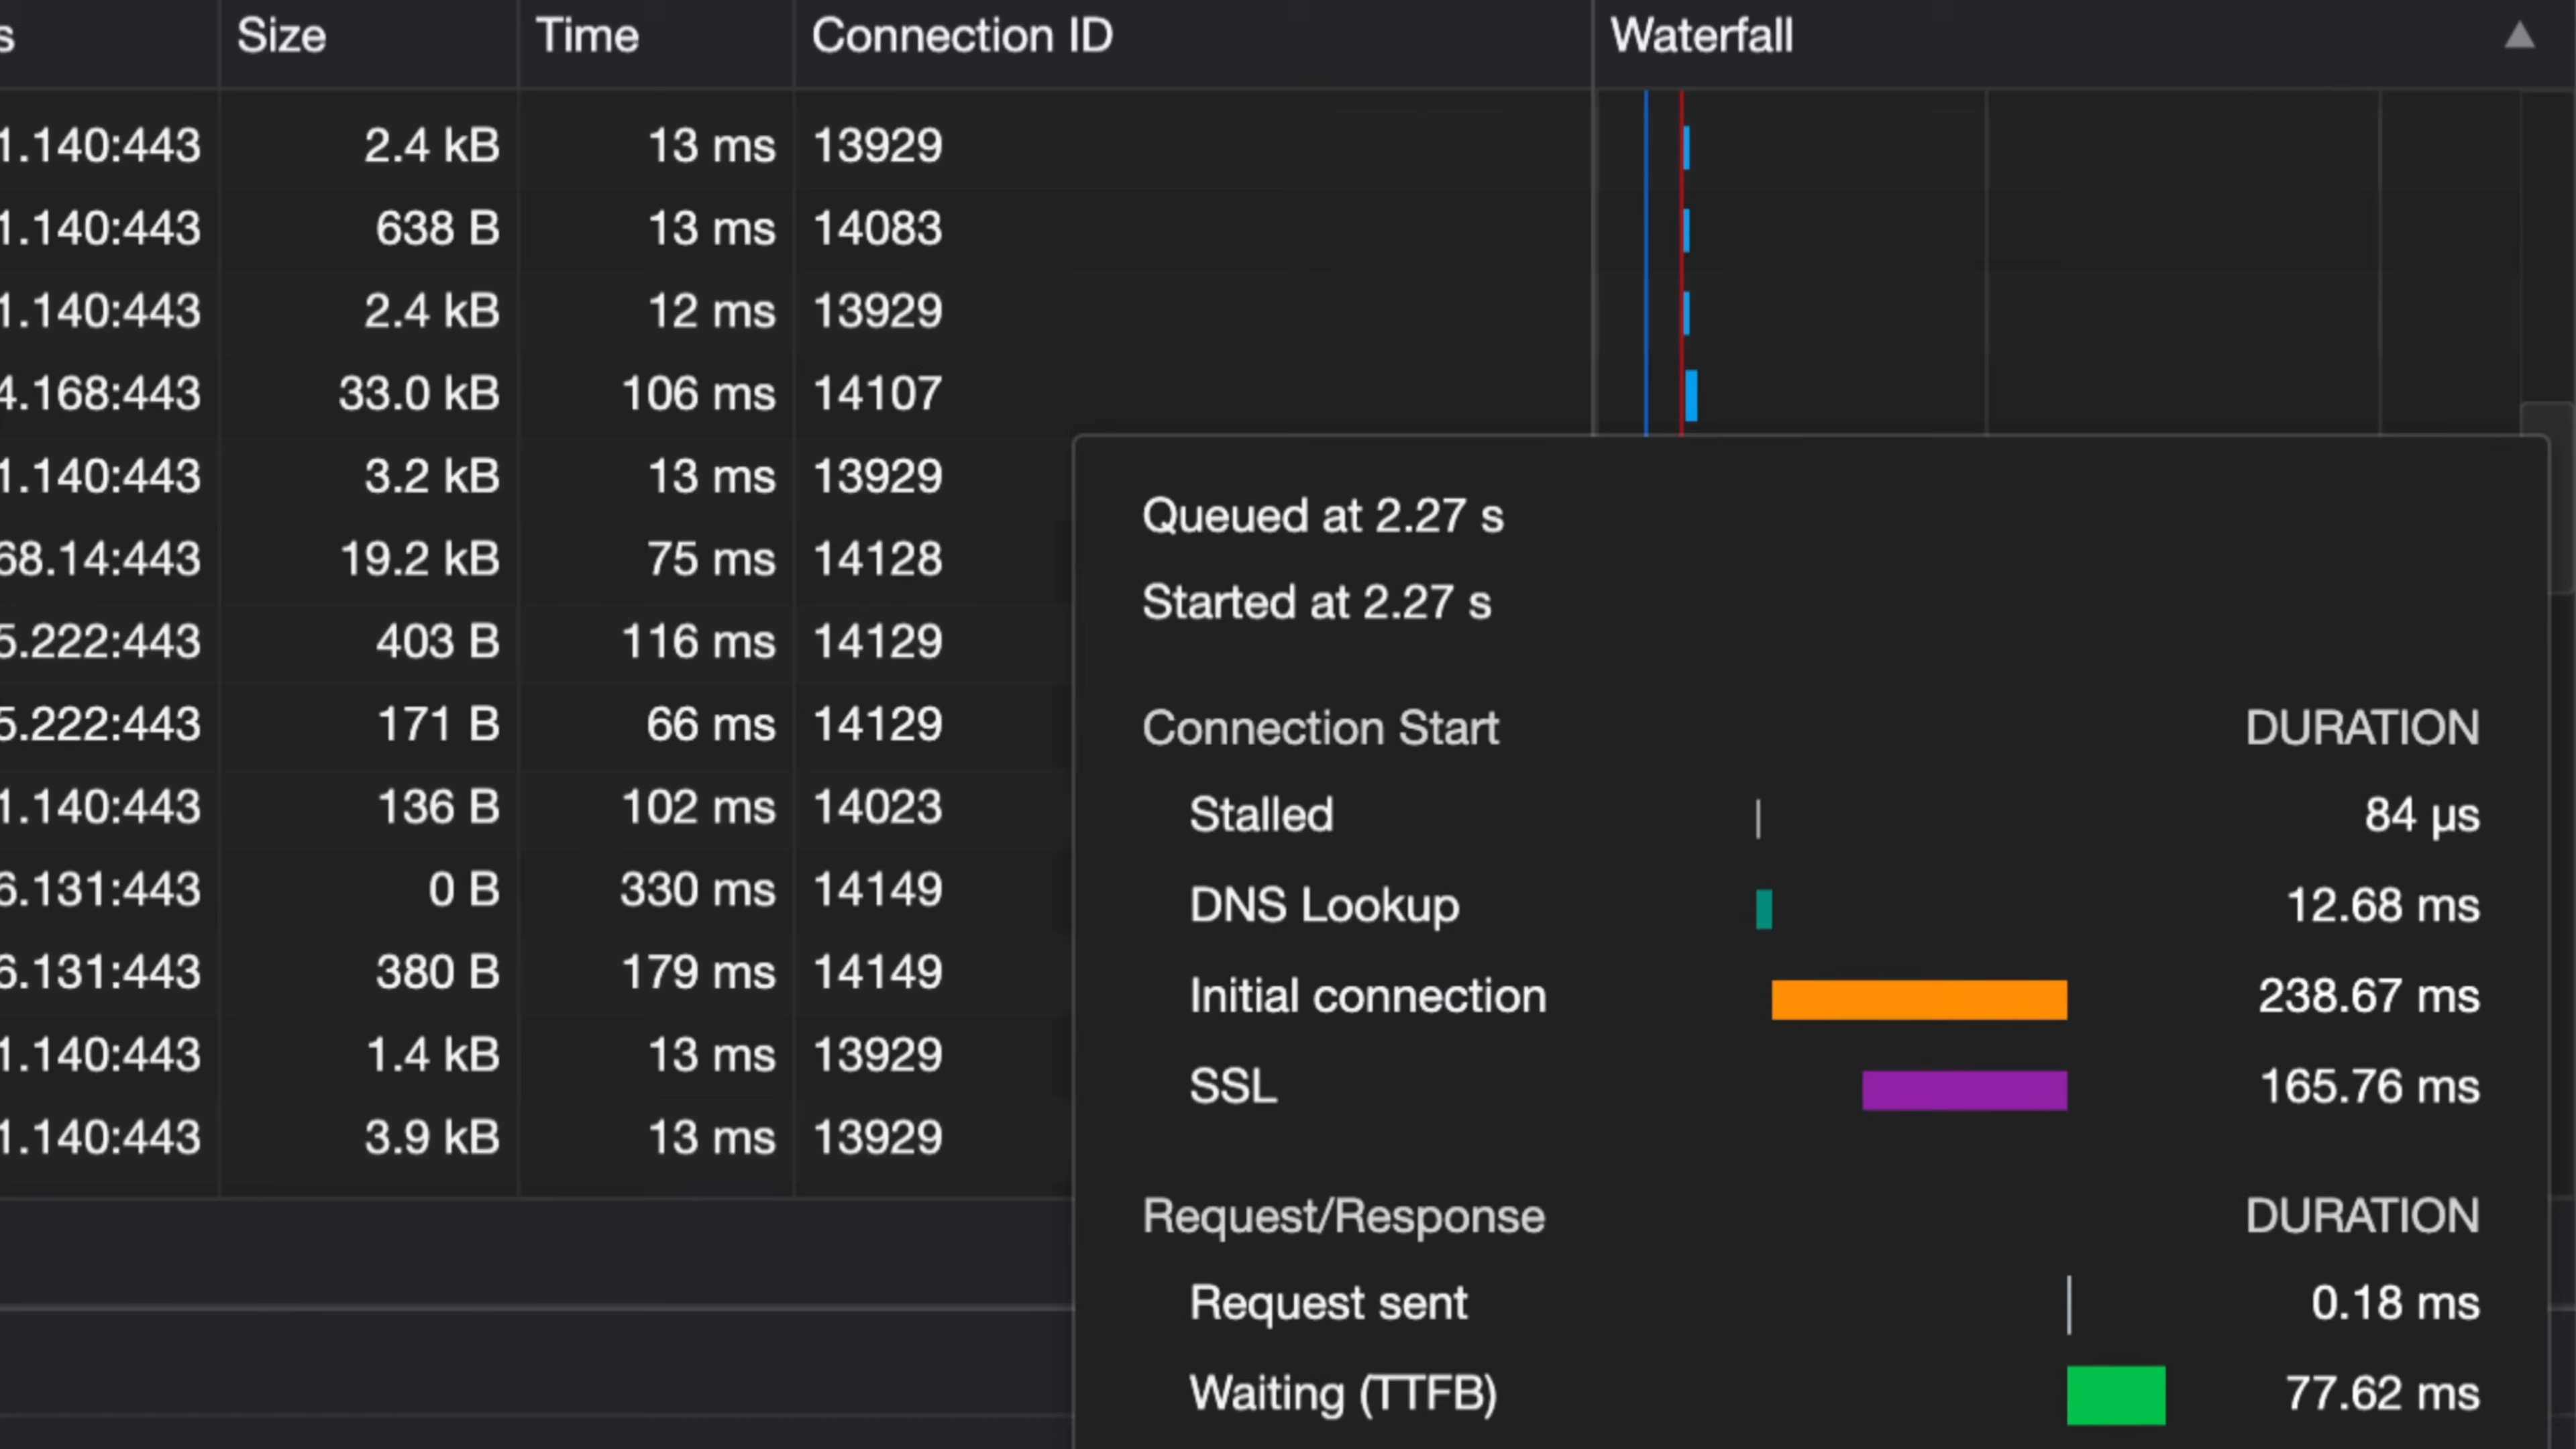 s Size Time Connection ID Waterfall
1.140:443 2.4 kB 13 ms 13929
1.140:443 638 B 13 ms 14083
1.140:443 2.4 kB 12 ms 13929
4.168:443 33.0 kB 106 ms 14107
1.140:443 3.2 kB 13 ms 13929
68.14:443 19.2 kB 75 ms 14128
5.222:443 403 B 116 ms 14129
5.222:443 171 B 66 ms 14129
1.140:443 136 B 102 ms 14023
6.131:443 0 B 330 ms 14149
6.131:443 380 B 179 ms 14149
1.140:443 1.4 kB 13 ms 13929
1.140:443 3.9 kB 13 ms 13929
Queued at 2.27 s
Started at 2.27 s
Connection Start DURATION
Stalled 84 μs
DNS Lookup 12.68 ms
Initial connection 238.67 ms
SSL 165.76 ms
Request/Response DURATION
Request sent 0.18 ms
Waiting (TTFB) 77.62 ms